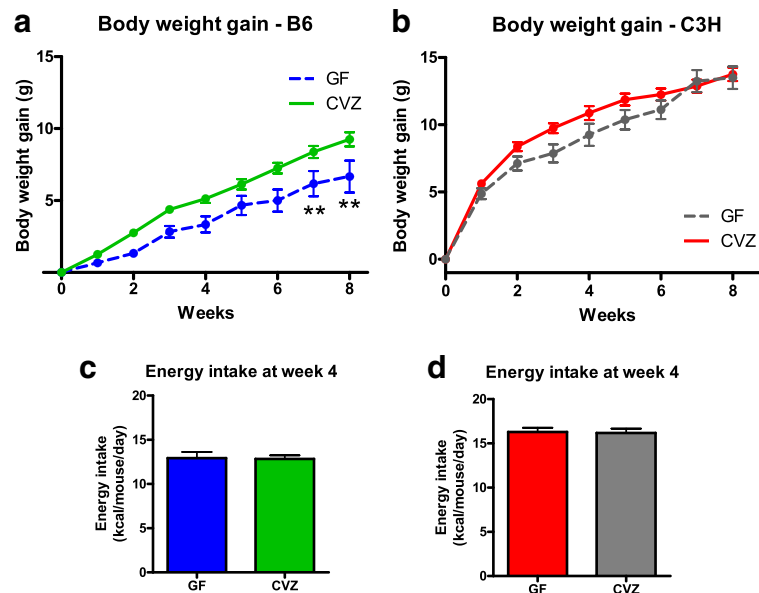 a
Body weight gain - B6
15
10
5
Body weight gain (g)
GF
CVZ
** **
0 2 4 6 8
Weeks
b
Body weight gain - C3H
15
10
5
0
Body weight gain (g)
GF
CVZ
0 2 4 6 8
Weeks
c
Energy intake at week 4
20
15
10
5
0
Energy intake
(kcal/mouse/day)
GF CVZ
d
Energy intake at week 4
20
15
10
5
0
Energy intake
(kcal/mouse/day)
GF CVZ